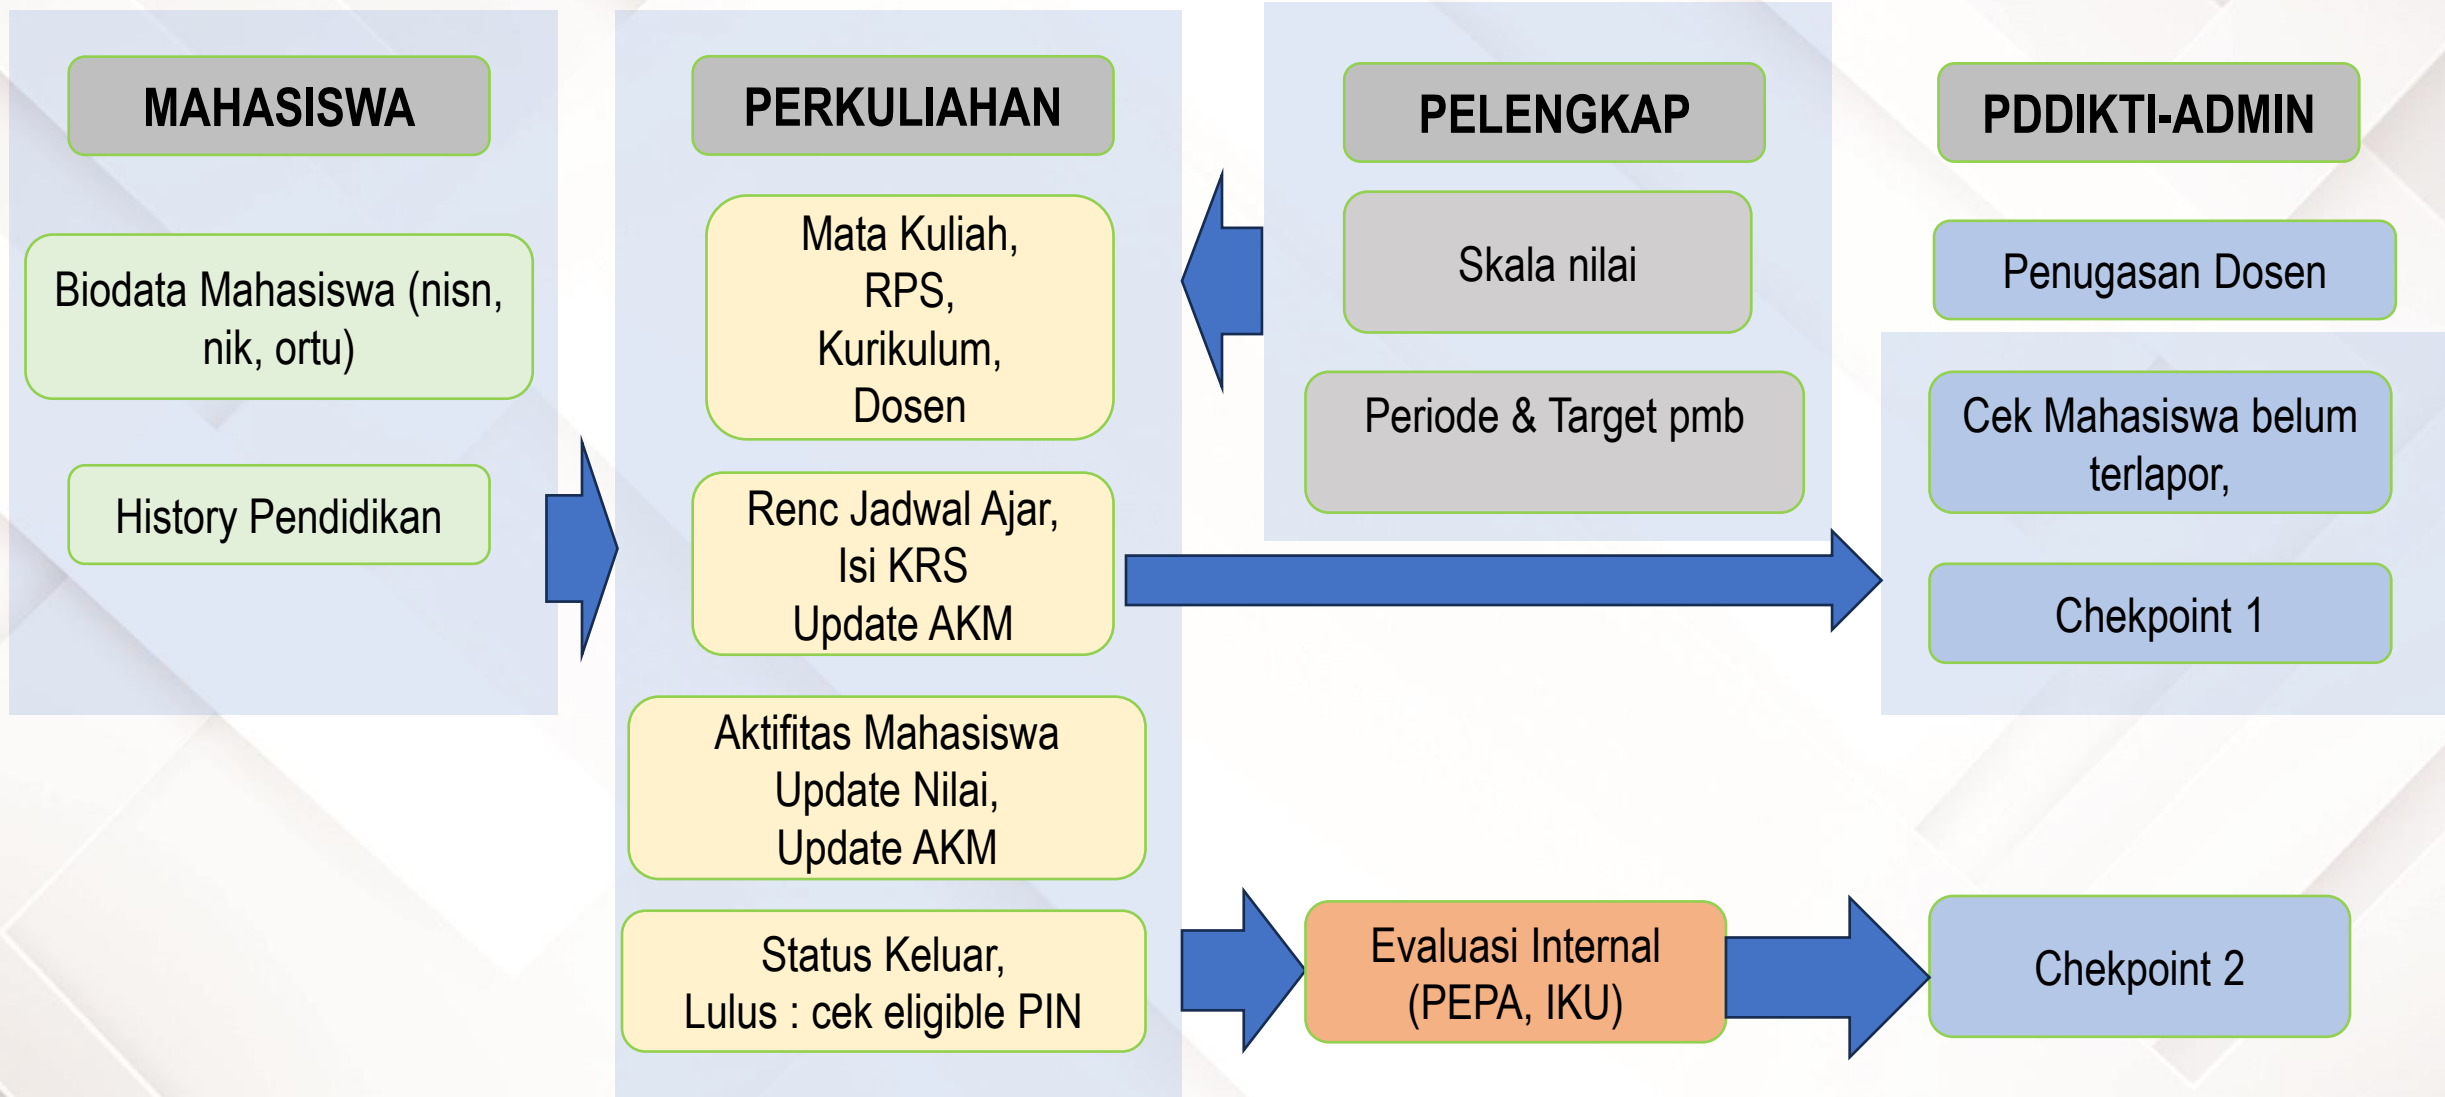 MAHASISWA
Biodata Mahasiswa (nisn,
nik, ortu)
History Pendidikan
PERKULIAHAN
Mata Kuliah,
RPS,
Kurikulum,
Dosen
Renc Jadwal Ajar,
Isi KRS
Update AKM
Aktifitas Mahasiswa
Update Nilai,
Update AKM
Status Keluar,
Lulus : cek eligible PIN
PELENGKAP
Skala nilai
Periode & Target pmb
Evaluasi Internal
(PEPA, IKU)
PDDIKTI-ADMIN
Penugasan Dosen
Cek Mahasiswa belum
terlapor,
Chekpoint 1
Chekpoint 2